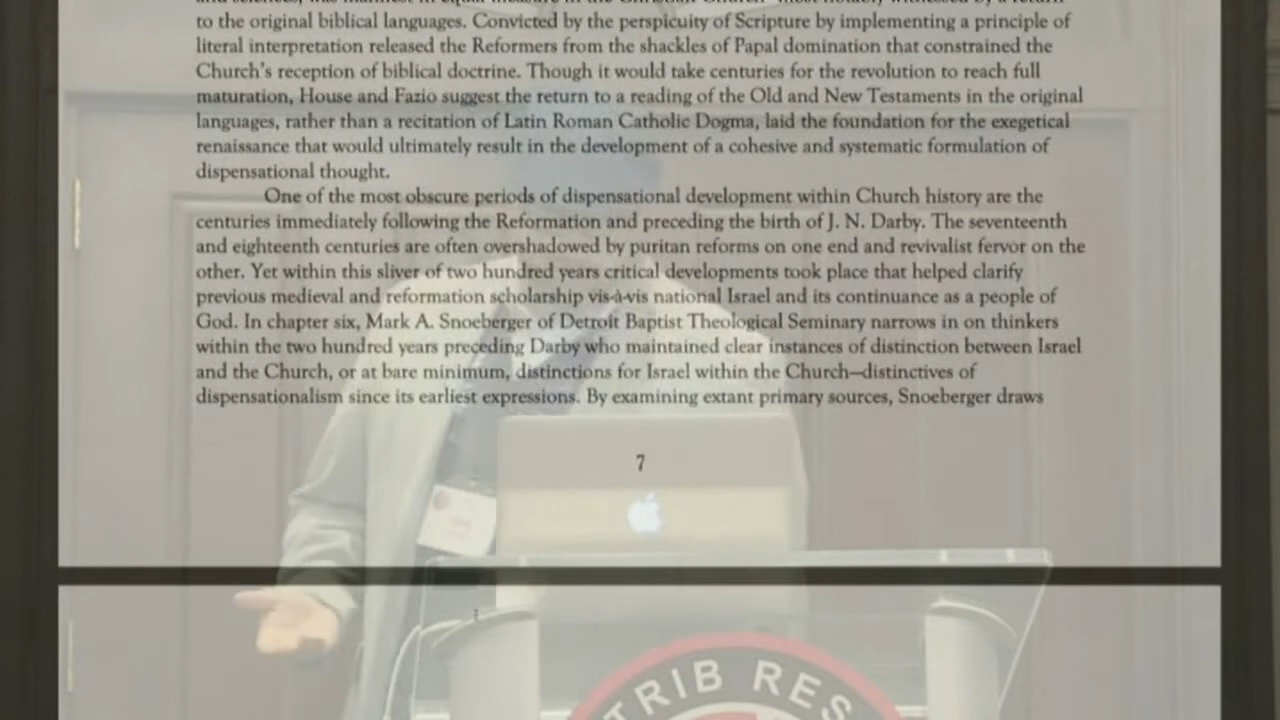 to the original biblical languages. Convicted by the perspicuity of Scripture by implementing a principle of
literal interpretation released the Reformers from the shackles of Papal domination that constrained the
Church's reception of biblical doctrine. Though it would take centuries for the revolution to reach full
maturation, House and Fazio suggest the return to a reading of the Old and New Testaments in the original
languages, rather than a recitation of Latin Roman Catholic Dogma, laid the foundation for the exegetical
renaissance that would ultimately result in the development of a cohesive and systematic formulation of
dispensational thought.
One of the most obscure periods of dispensational development within Church history are the
centuries immediately following the Reformation and preceding the birth of J. N. Darby. The seventeenth
and eighteenth centuries are often overshadowed by puritan reforms on one end and revivalist fervor on the
other. Yet within this sliver of two hundred years critical developments took place that helped clarify
previous medieval and reformation scholarship vis-à-vis national Israel and its continuance as a people of
God. In chapter six, Mark A. Snoeberger of Detroit Baptist Theological Seminary narrows in on thinkers
within the two hundred years preceding Darby who maintained clear instances of distinction between Israel
and the Church, or at bare minimum, distinctions for Israel within the Church—distinctives of
dispensationalism since its earliest expressions. By examining extant primary sources, Snoeberger draws
7
TRIB RES